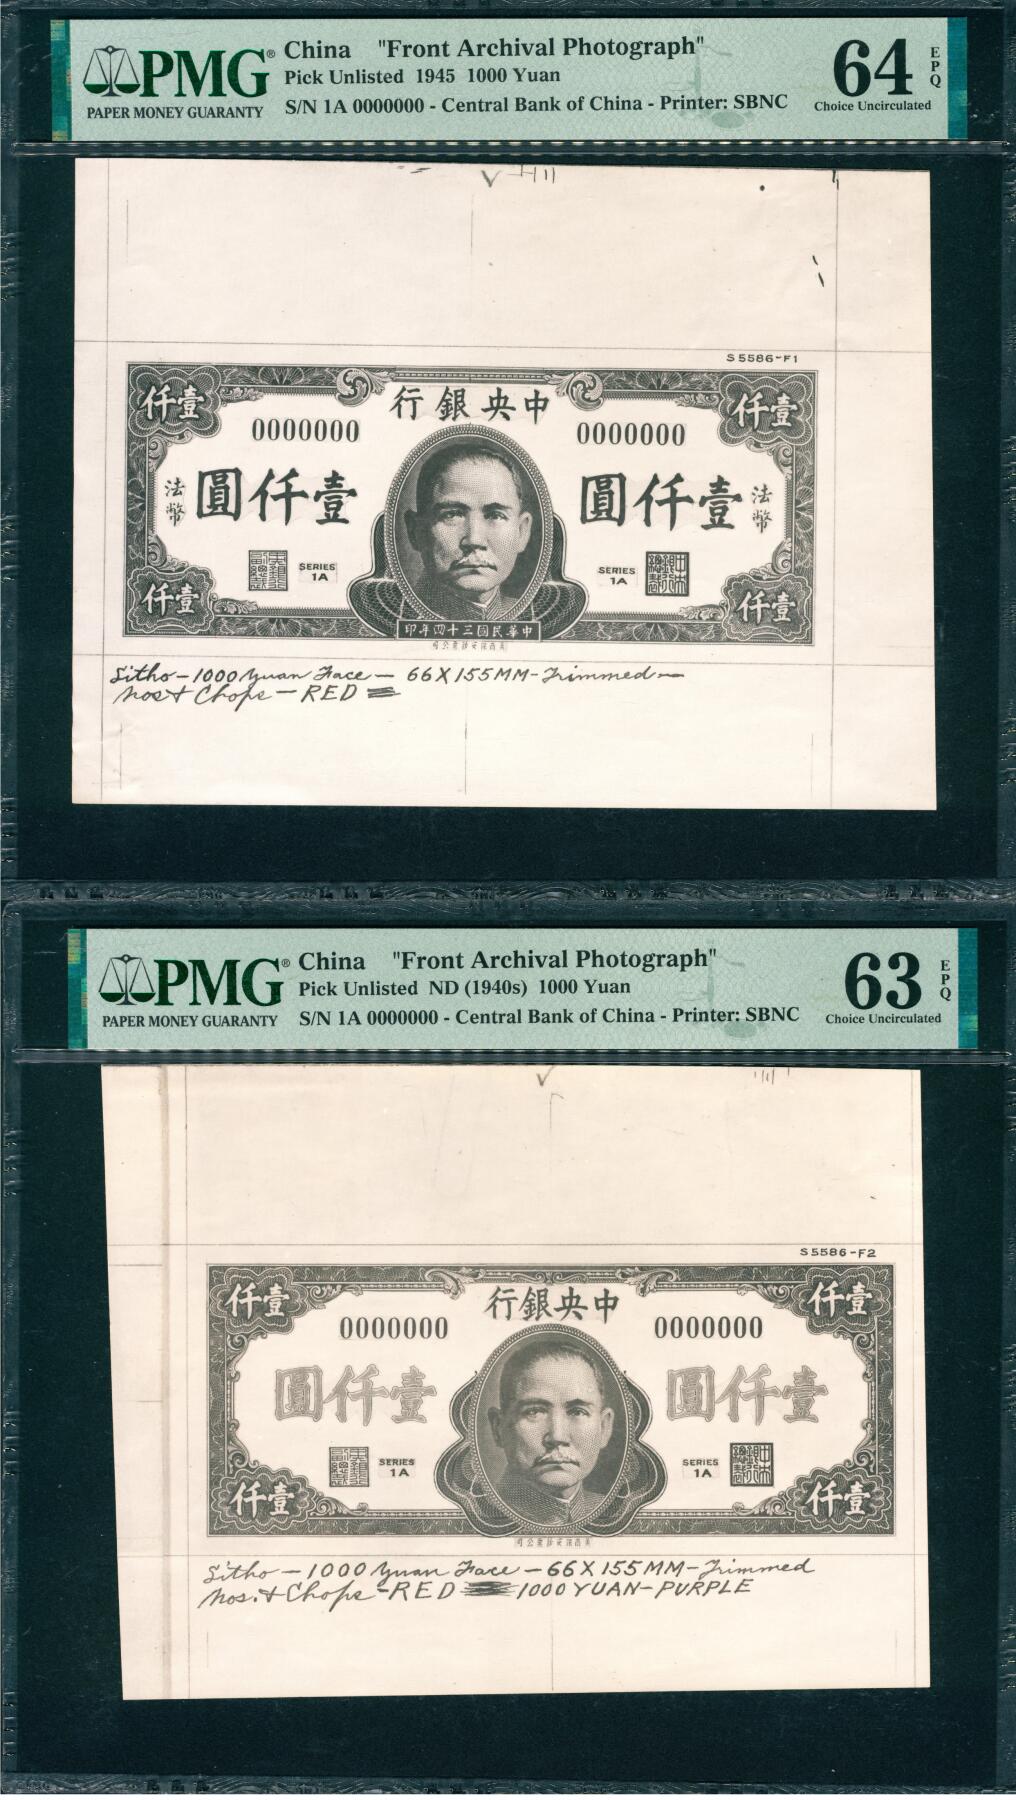 PMG® China "Front Archival Photograph" 64 EPQ
Pick Unlisted 1945 1000 Yuan
PAPER MONEY GUARANTY S/N 1A 0000000 - Central Bank of China - Printer: SBNC Choice Uncirculated
S5586-F1
仟壹 行銀央中 仟壹
0000000 0000000
法幣 圓仟壹 圓仟壹 法幣
SERIES 1A SERIES 1A
仟壹 印年四十三國民華中 仟壹
Litho - 1000 Yuan Face - 66 X 155 MM - Trimmed -
Nos & Chops - RED
PMG® China "Front Archival Photograph" 63 EPQ
Pick Unlisted ND (1940s) 1000 Yuan
PAPER MONEY GUARANTY S/N 1A 0000000 - Central Bank of China - Printer: SBNC Choice Uncirculated
S5586-F2
仟壹 行銀央中 仟壹
0000000 0000000
圓仟壹 圓仟壹
SERIES 1A SERIES 1A
仟壹 仟壹
Litho - 1000 Yuan Face - 66 X 155 MM - Trimmed
Nos. & Chops - RED 1000 YUAN - PURPLE